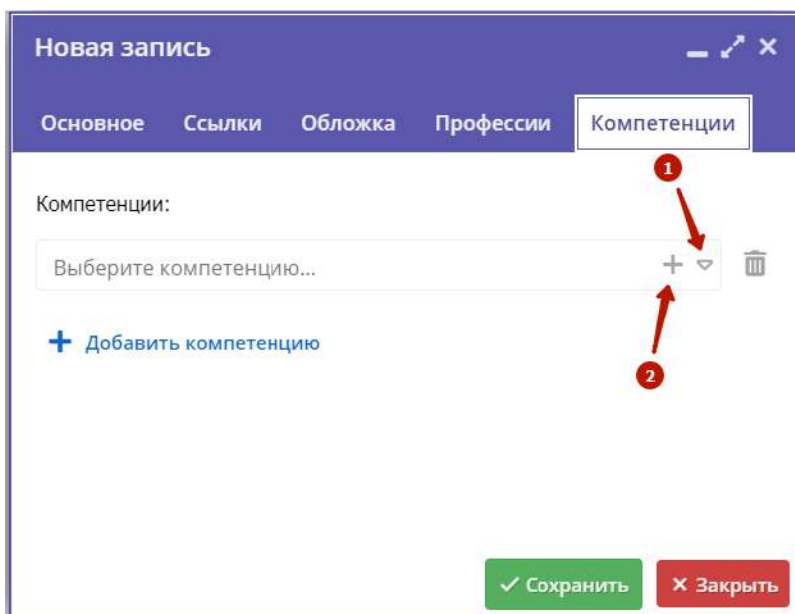 Новая запись
Основное Ссылки Обложка Профессии Компетенции
1
Компетенции:
Выберите компетенцию...
Добавить компетенцию
2
Сохранить Закрыть